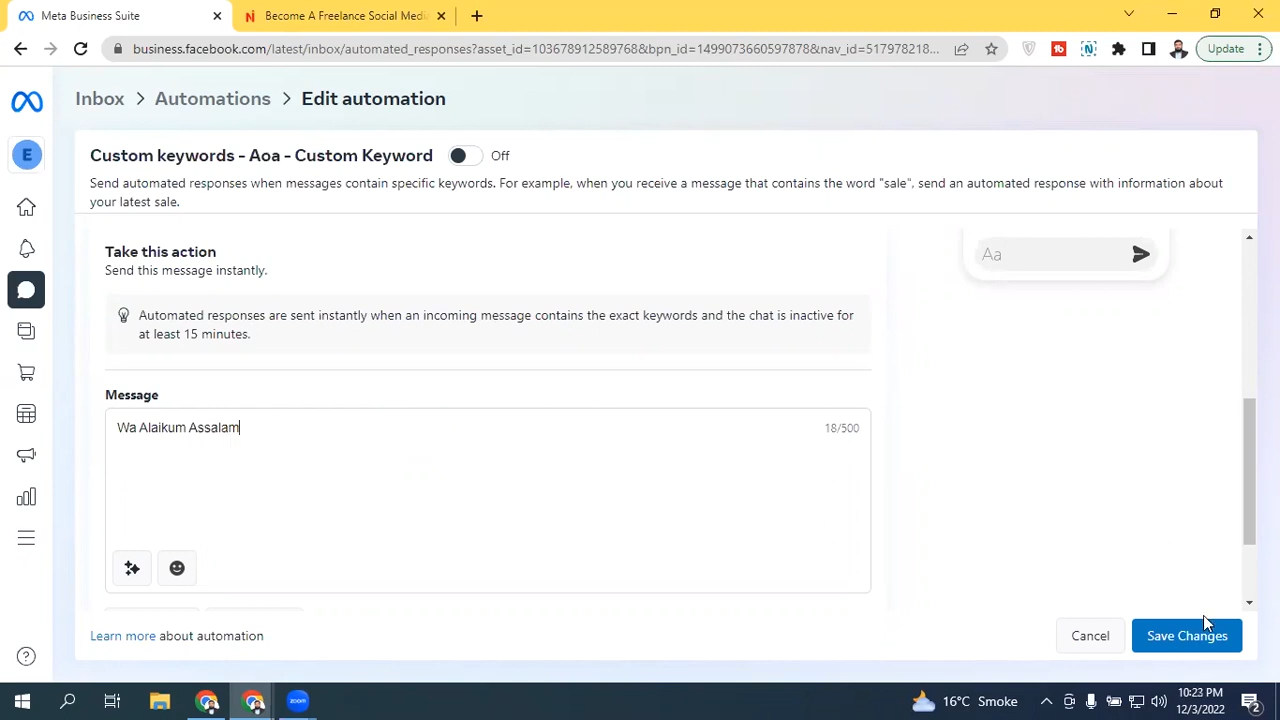 Meta Business Suite
Become A Freelance Social Medi
business.facebook.com/latest/inbox/automated_responses?asset_id=103678912589768&bpn_id=1499073660597878&nav_id=517978218...
Update
Inbox > Automations > Edit automation
E
Custom keywords - Aoa - Custom Keyword Off
Send automated responses when messages contain specific keywords. For example, when you receive a message that contains the word "sale", send an automated response with information about
your latest sale.
Take this action
Send this message instantly.
Aa
Automated responses are sent instantly when an incoming message contains the exact keywords and the chat is inactive for
at least 15 minutes.
Message
Wa Alaikum Assalam
18/500
Learn more about automation
Cancel
Save Changes
zoom
16°C Smoke
10:23 PM
12/3/2022
2